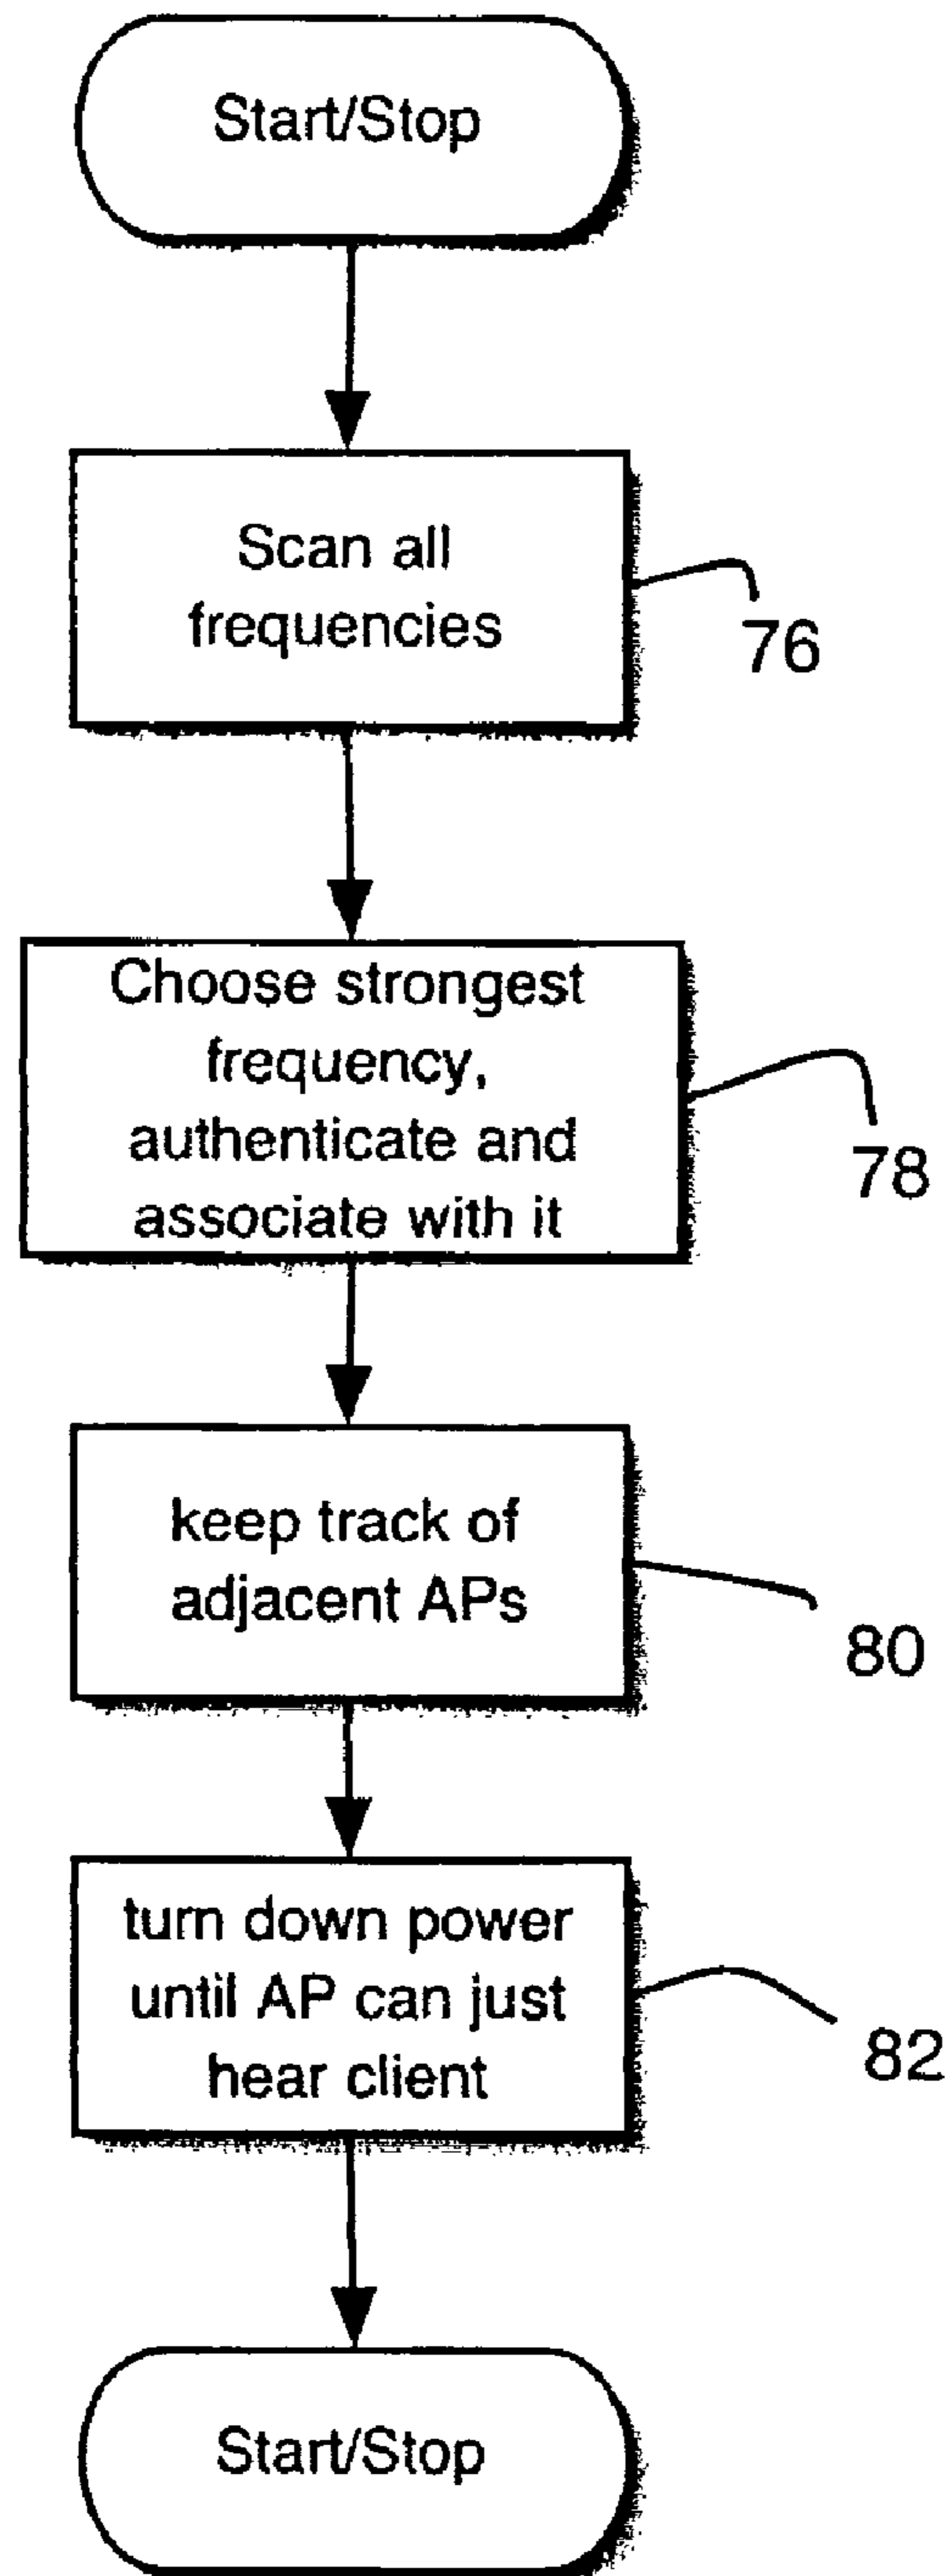 Start/Stop
Scan all
frequencies
76
Choose strongest
frequency,
authenticate and
associate with it
78
keep track of
adjacent APs
80
turn down power
until AP can just
hear client
82
Start/Stop